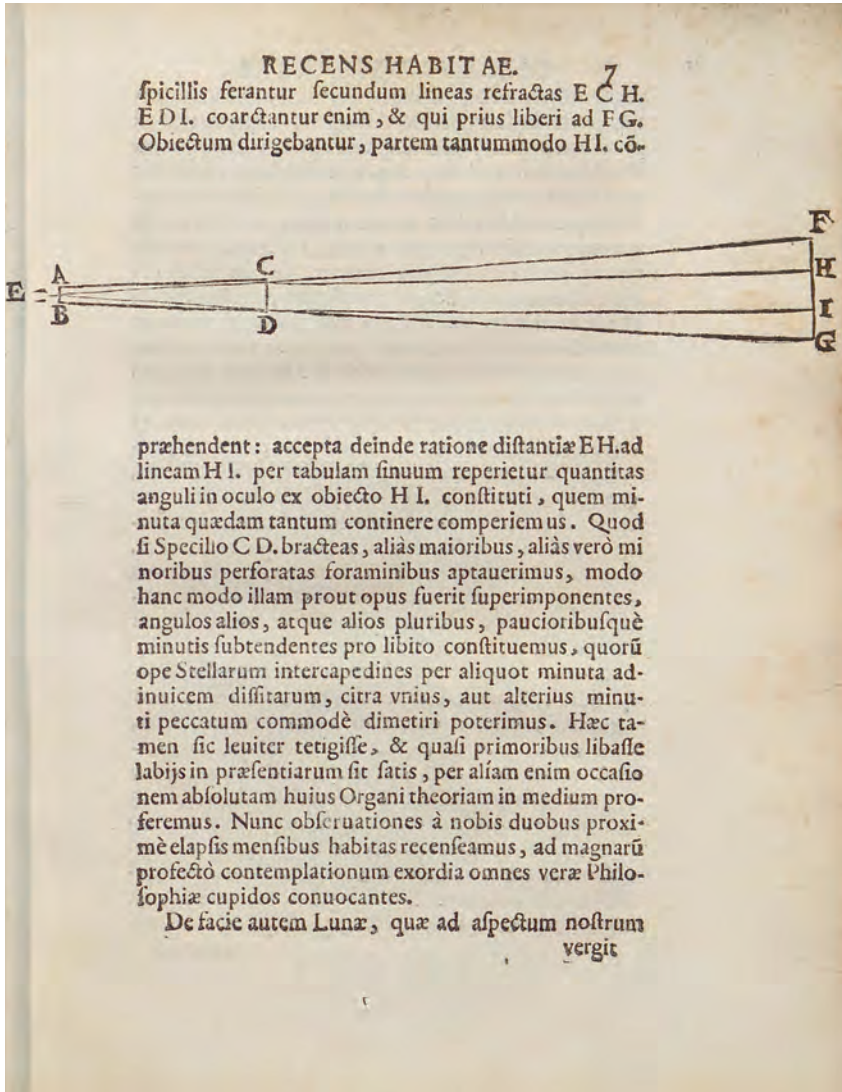 RECENS HABITAE. 7
ſpicillis ferantur ſecundum lineas refractas E C H.
E D I. coarctantur enim, & qui prius liberi ad F G.
Obiectum dirigebantur, partem tantummodo H I. cō-
F
A C H
E
B D I
G
præhendent: accepta deinde ratione diſtantiæ E H. ad
lineam H I. per tabulam ſinuum reperietur quantitas
anguli in oculo ex obiecto H I. conſtituti, quem mi-
nuta quædam tantum continere comperiemus. Quod
ſi Specilio C D. bracteas, aliàs maioribus, aliàs verò mi
noribus perforatas foraminibus aptauerimus, modo
hanc modo illam prout opus fuerit ſuperimponentes,
angulos alios, atque alios pluribus, paucioribuſquè
minutis ſubtendentes pro libito conſtituemus, quorū
ope Stellarum intercapedines per aliquot minuta ad-
inuicem diſſitarum, citra vnius, aut alterius minu-
ti peccatum commodè dimetiri poterimus. Hæc ta-
men ſic leuiter tetigiſſe, & quaſi primoribus libaſſe
labijs in præſentiarum ſit ſatis, per alíam enim occaſio
nem abſolutam huius Organi theoriam in medium pro-
feremus. Nunc obſeruationes à nobis duobus proxi-
mè elapſis menſibus habitas recenſeamus, ad magnarū
profectò contemplationum exordia omnes veræ Philo-
ſophiæ cupidos conuocantes.
De facie autem Lunæ, quæ ad aſpectum noſtrum
vergit